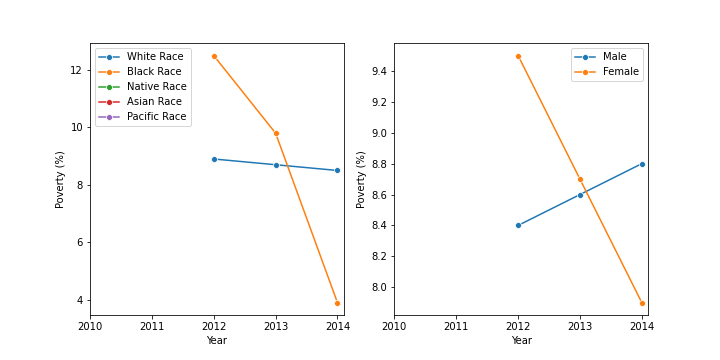 White Race
Black Race
Native Race
Asian Race
Pacific Race
12
10
8
6
4
Poverty (%)
2010 2011 2012 2013 2014
Year
Male
Female
9.4
9.2
9.0
8.8
8.6
8.4
8.2
8.0
Poverty (%)
2010 2011 2012 2013 2014
Year